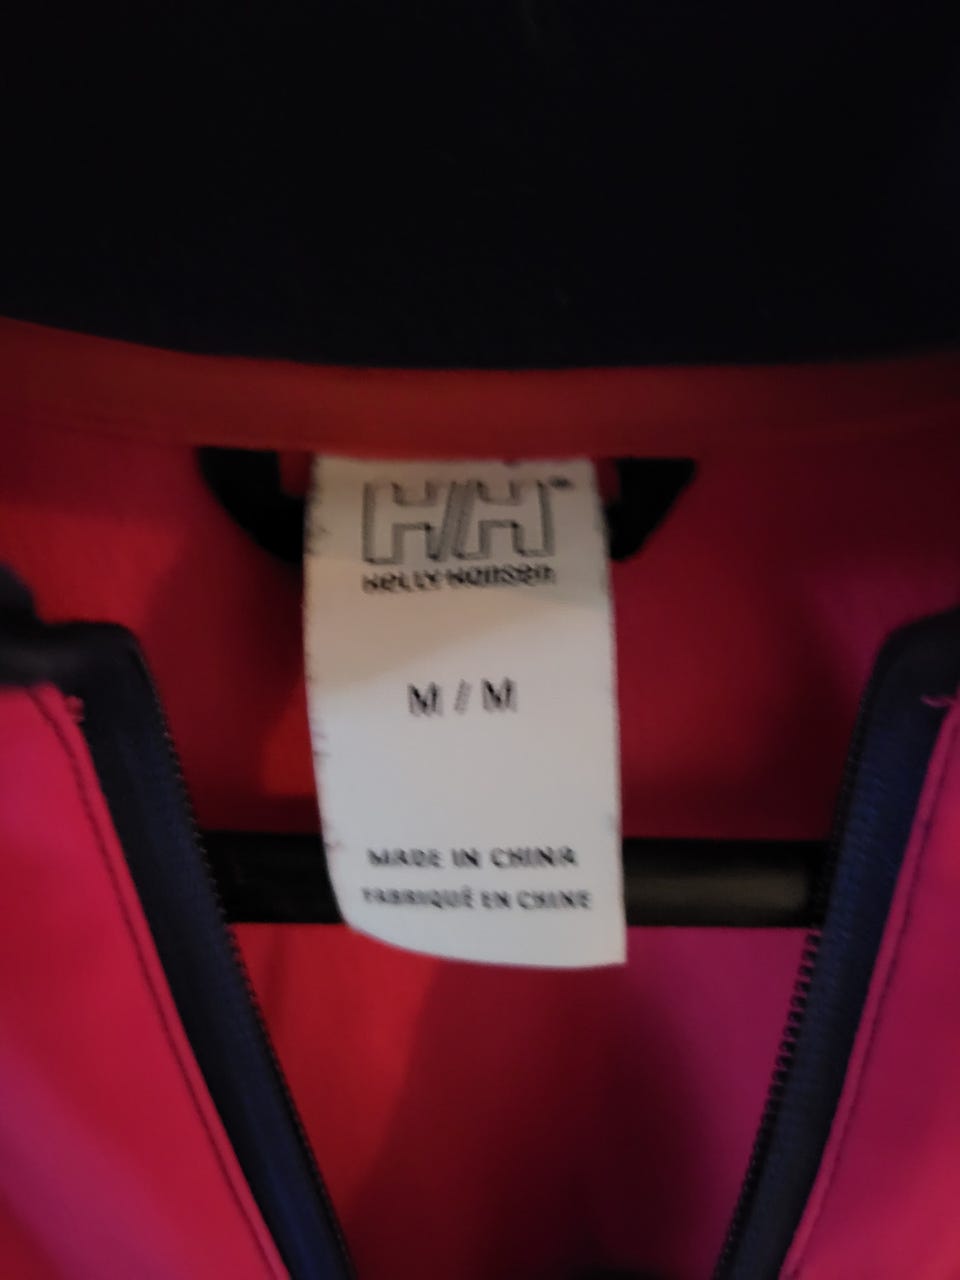 HH®
HELLY HANSEN
M / M
MADE IN CHINA
FABRIQUÉ EN CHINE